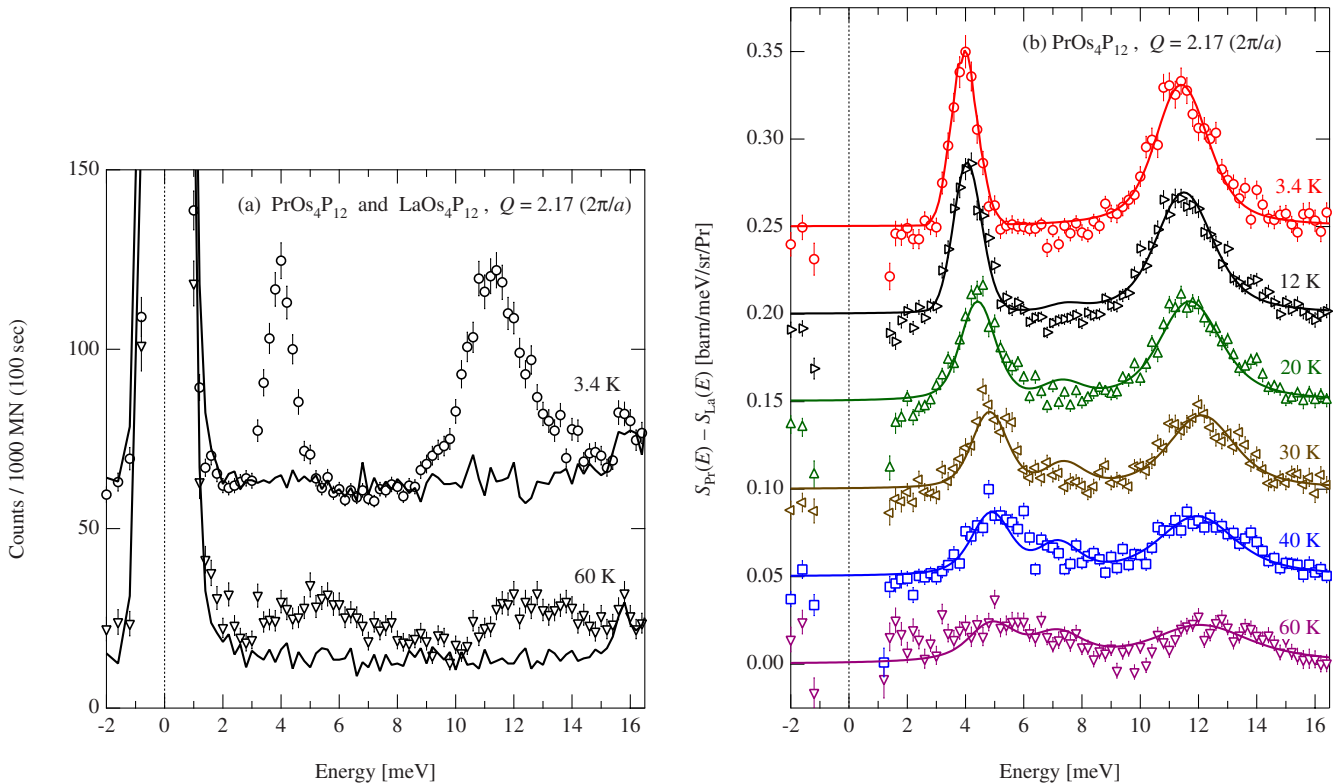 (a) PrOs₄P₁₂ and LaOs₄P₁₂ , Q = 2.17 (2π/a)
150
100
50
0
3.4 K
60 K
-2 0 2 4 6 8 10 12 14 16
Energy [meV]
Counts / 1000 MN (100 sec)
(b) PrOs₄P₁₂ , Q = 2.17 (2π/a)
0.35
0.30
0.25
0.20
0.15
0.10
0.05
0.00
3.4 K
12 K
20 K
30 K
40 K
60 K
-2 0 2 4 6 8 10 12 14 16
Energy [meV]
S_Pr(E) – S_La(E) [barn/meV/sr/Pr]